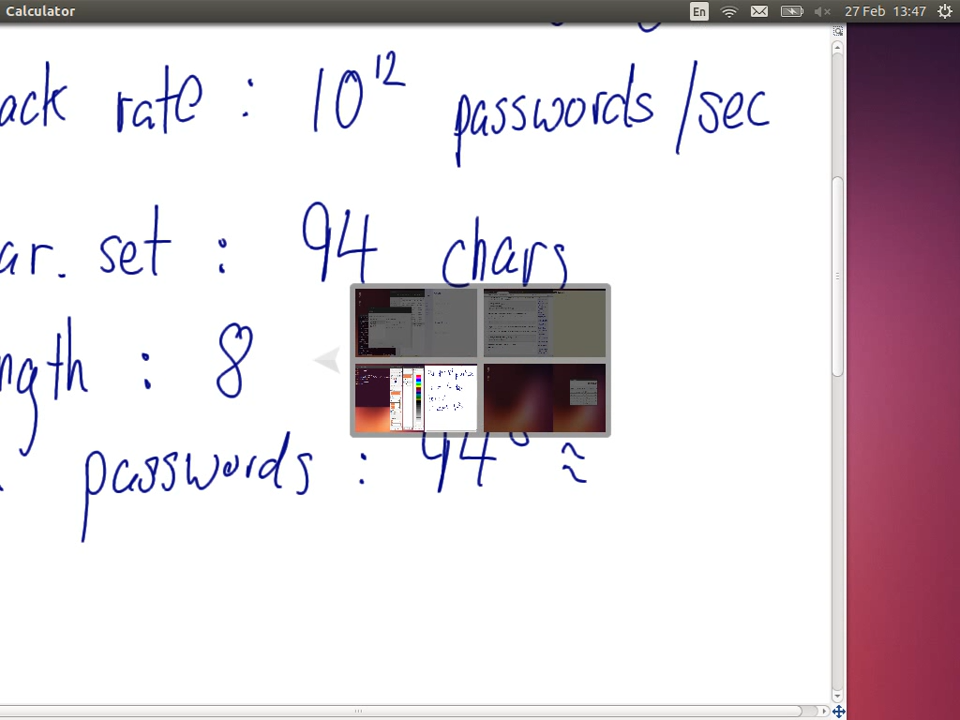 Calculator En 27 Feb 13:47
ack rate : 10¹² passwords/sec
ar. set : 94 chars
ngth : 8
passwords : 94⁸ ≈